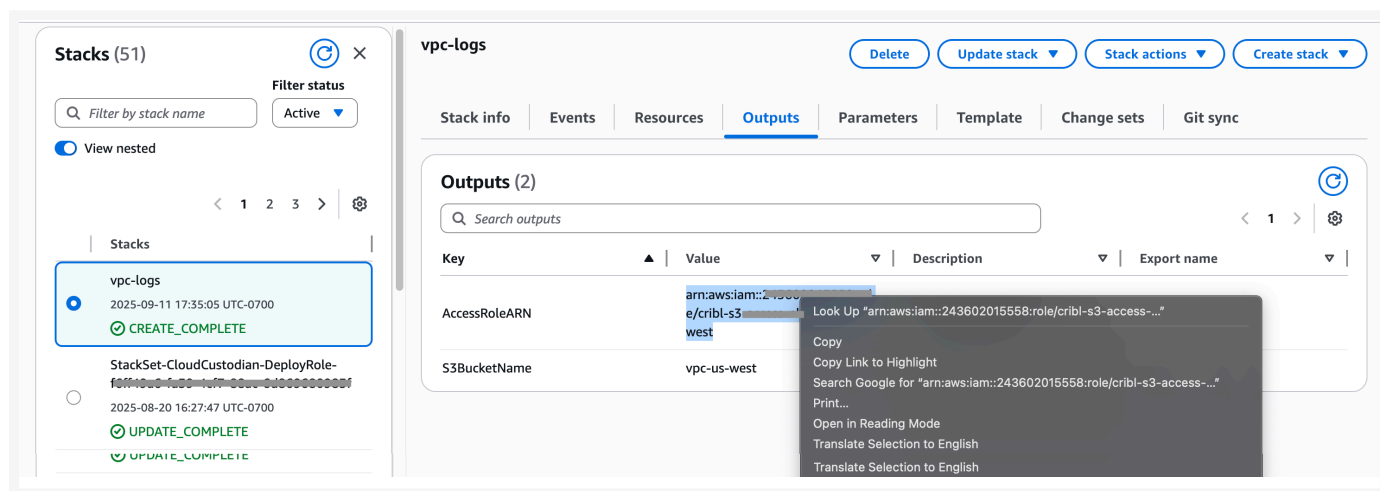 Stacks (51)
Filter status
Filter by stack name
Active
View nested
1 2 3
Stacks
vpc-logs
2025-09-11 17:35:05 UTC-0700
CREATE_COMPLETE
StackSet-CloudCustodian-DeployRole-
2025-08-20 16:27:47 UTC-0700
UPDATE_COMPLETE
UPDATE_COMPLETE
vpc-logs
Delete
Update stack
Stack actions
Create stack
Stack info
Events
Resources
Outputs
Parameters
Template
Change sets
Git sync
Outputs (2)
Search outputs
1
Key
Value
Description
Export name
AccessRoleARN
arn:aws:iam::
e/cribl-s3
west
S3BucketName
vpc-us-west
Look Up “arn:aws:iam::243602015558:role/cribl-s3-access-...”
Copy
Copy Link to Highlight
Search Google for “arn:aws:iam::243602015558:role/cribl-s3-access-...”
Print...
Open in Reading Mode
Translate Selection to English
Translate Selection to English